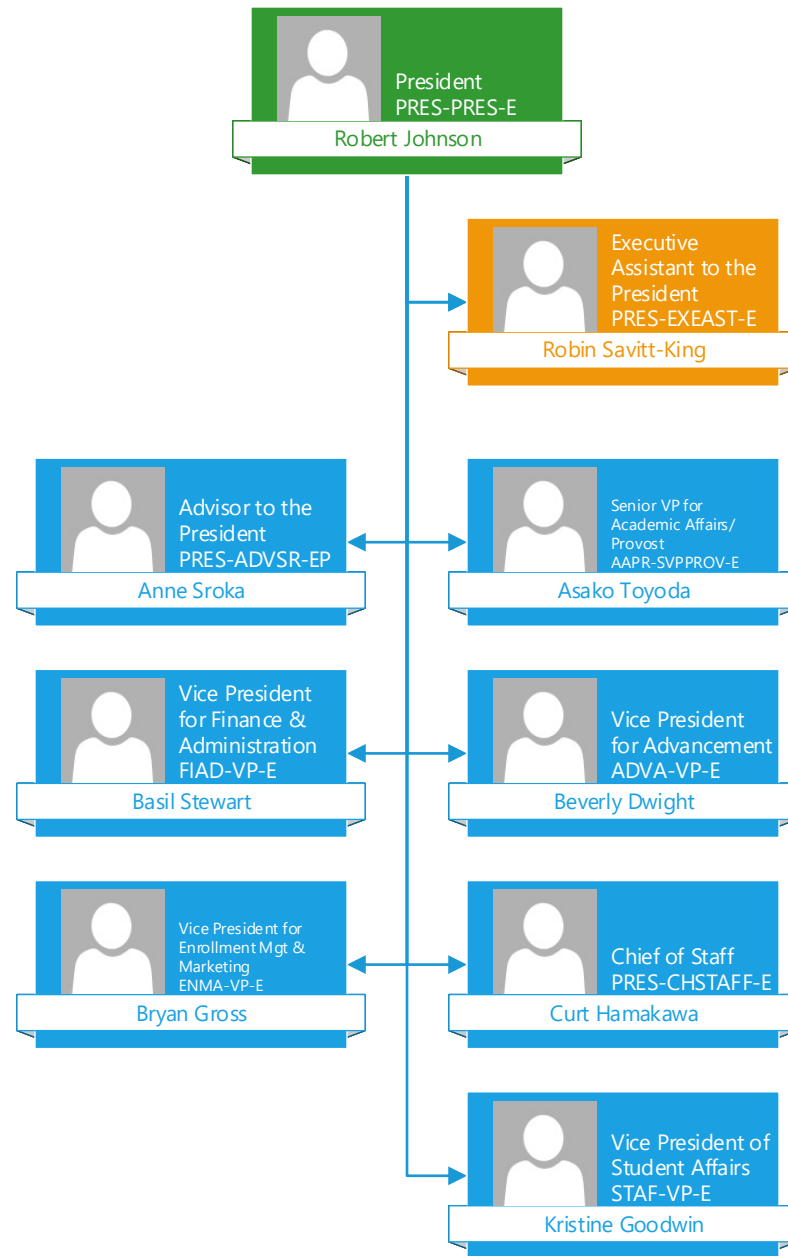 President
PRES-PRES-E
Robert Johnson
Executive
Assistant to the
President
PRES-EXEAST-E
Robin Savitt-King
Advisor to the
President
PRES-ADVSR-EP
Anne Sroka
Senior VP for
Academic Affairs/
Provost
AAPR-SVPPROV-E
Asako Toyoda
Vice President
for Finance &
Administration
FIAD-VP-E
Basil Stewart
Vice President
for Advancement
ADVA-VP-E
Beverly Dwight
Vice President for
Enrollment Mgt &
Marketing
ENMA-VP-E
Bryan Gross
Chief of Staff
PRES-CHSTAFF-E
Curt Hamakawa
Vice President of
Student Affairs
STAF-VP-E
Kristine Goodwin